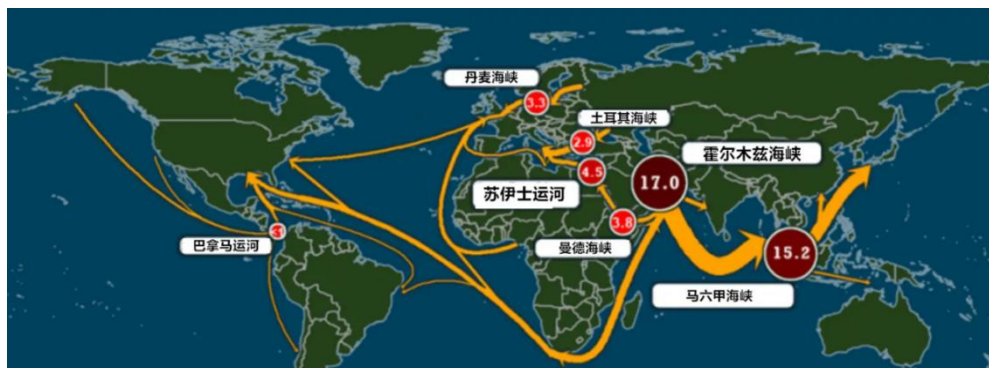 丹麦海峡
3.3
土耳其海峡
2.9
霍尔木兹海峡
4.5
17.0
苏伊士运河
3.8
巴拿马运河
曼德海峡
15.2
马六甲海峡